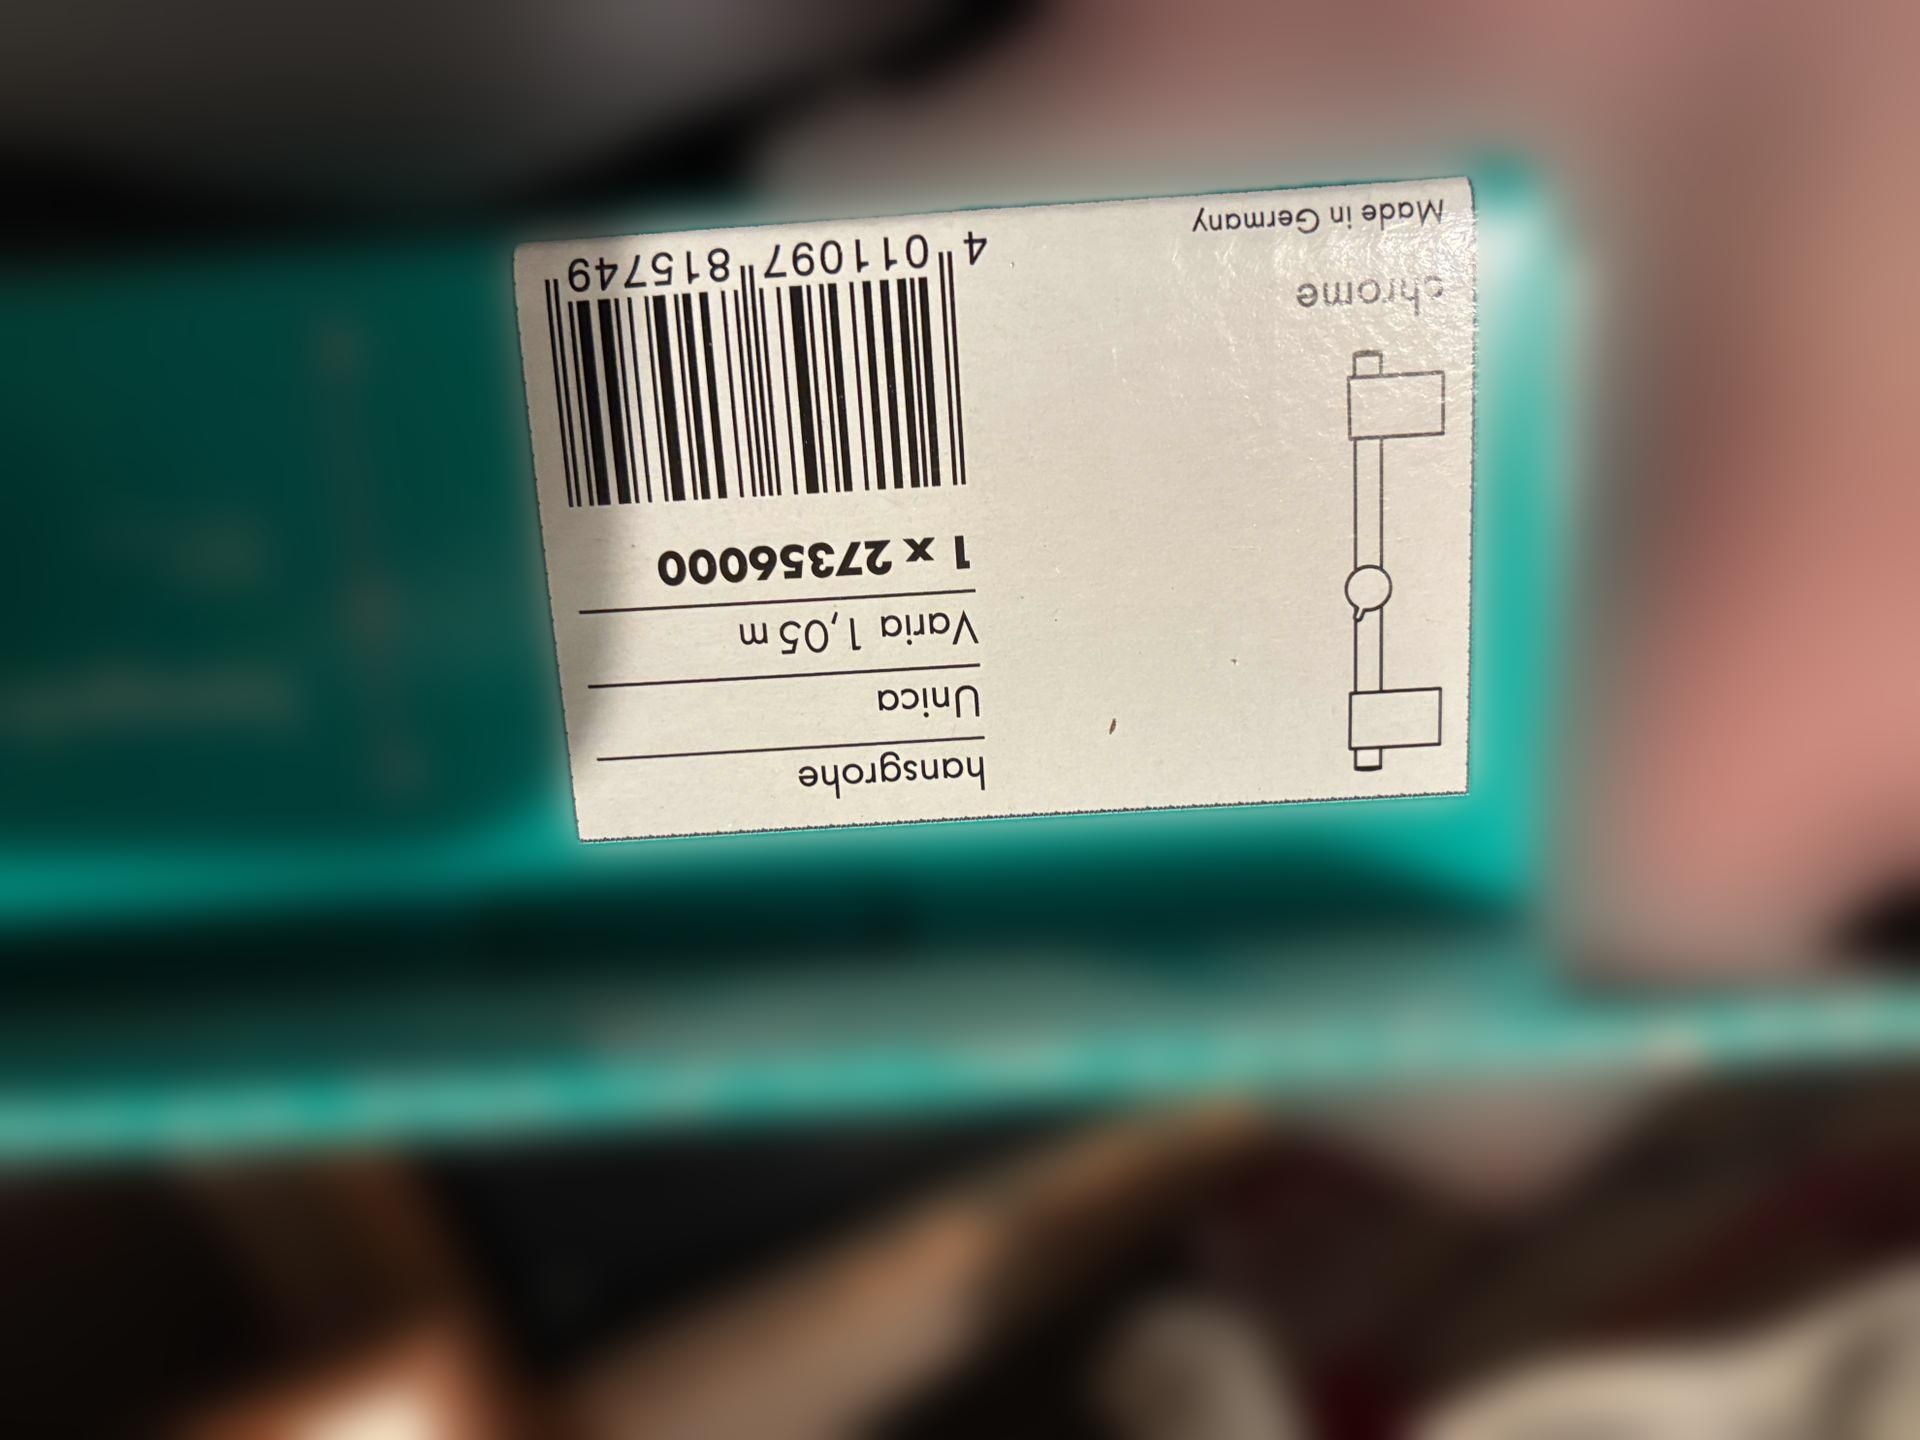 hansgrohe
Unica
Varia 1,05 m
1 x 27356000
4 011097 815749
chrome
Made in Germany